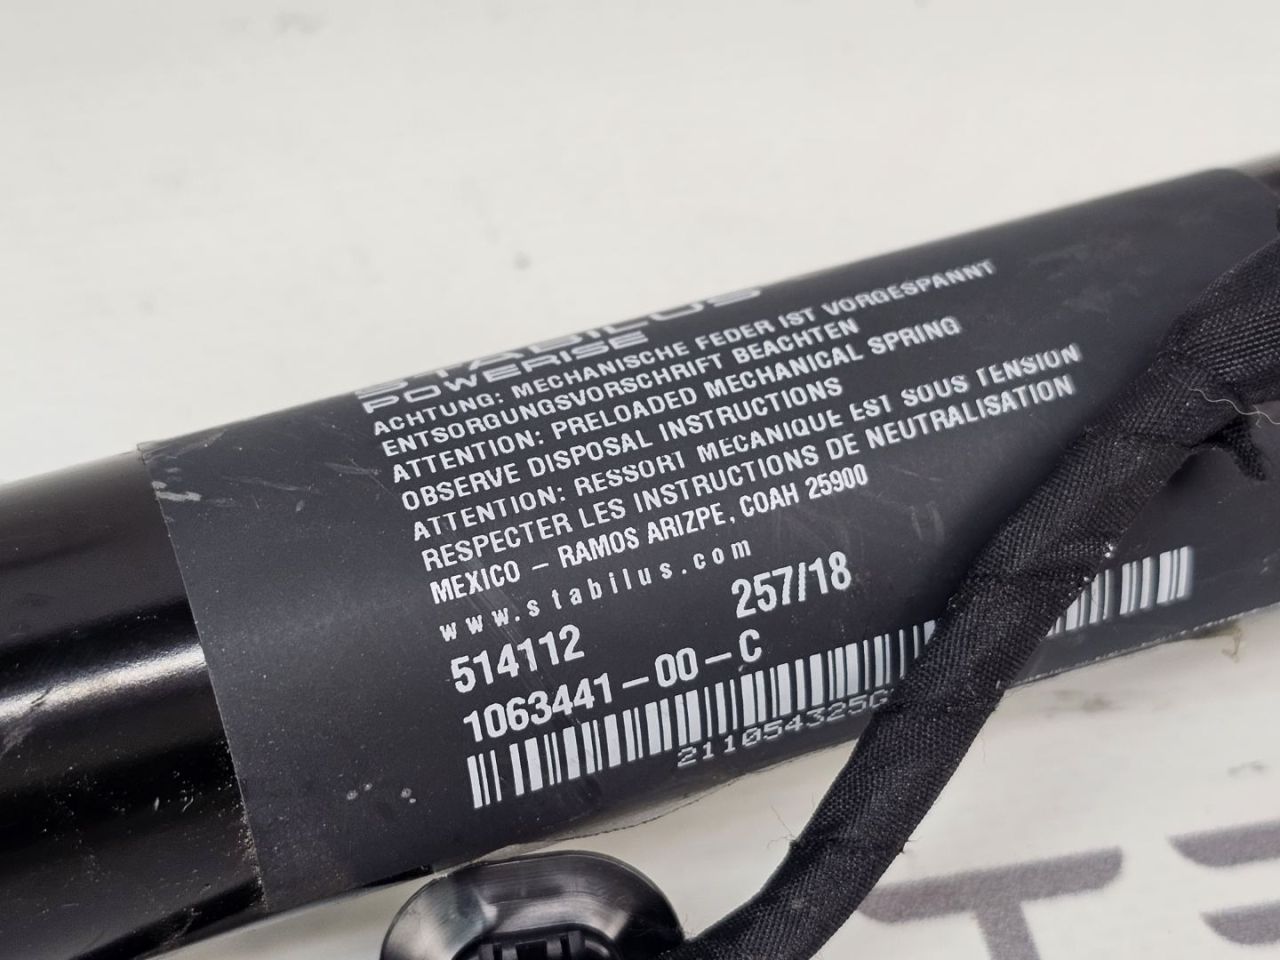 STABILUS
POWERISE
ACHTUNG: MECHANISCHE FEDER IST VORGESPANNT
ENTSORGUNGSVORSCHRIFT BEACHTEN
ATTENTION: PRELOADED MECHANICAL SPRING
OBSERVE DISPOSAL INSTRUCTIONS
ATTENTION: RESSORT MECANIQUE EST SOUS TENSION
RESPECTER LES INSTRUCTIONS DE NEUTRALISATION
MEXICO – RAMOS ARIZPE, COAH 25900
www.stabilus.com
514112 257/18
1063441–00–C